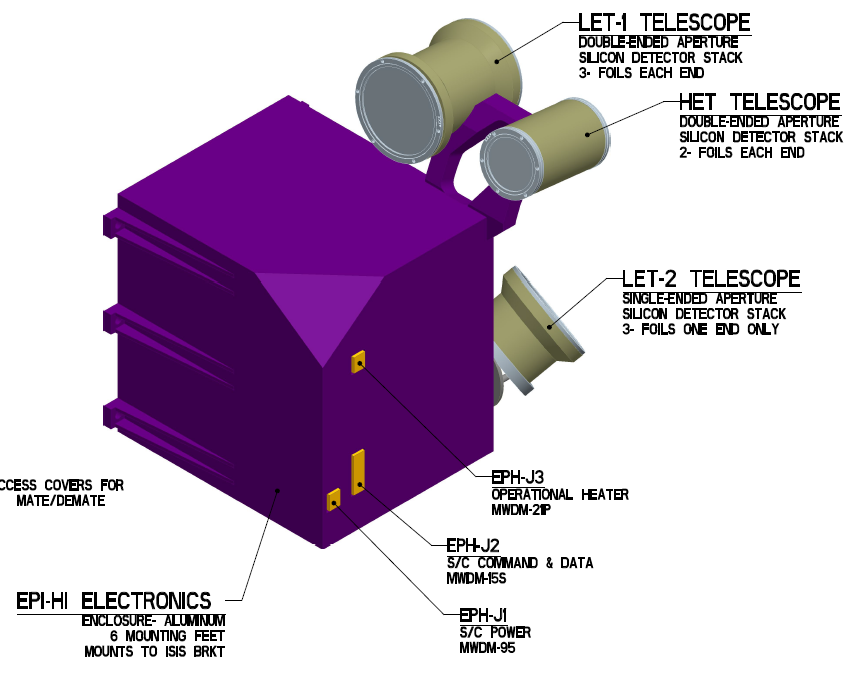 LET-1 TELESCOPE
DOUBLE-ENDED APERTURE
SILICON DETECTOR STACK
3- FOILS EACH END
HET TELESCOPE
DOUBLE-ENDED APERTURE
SILICON DETECTOR STACK
2- FOILS EACH END
LET-2 TELESCOPE
SINGLE-ENDED APERTURE
SILICON DETECTOR STACK
3- FOILS ONE END ONLY
CCESS COVERS FOR
MATE/DEMATE
EPH-J3
OPERATIONAL HEATER
MWDM-21P
EPH-J2
S/C COMMAND & DATA
MWDM-15S
EPH-J1
S/C POWER
MWDM-9S
EPI-HI ELECTRONICS
ENCLOSURE- ALUMINUM
6 MOUNTING FEET
MOUNTS TO ISIS BRKT